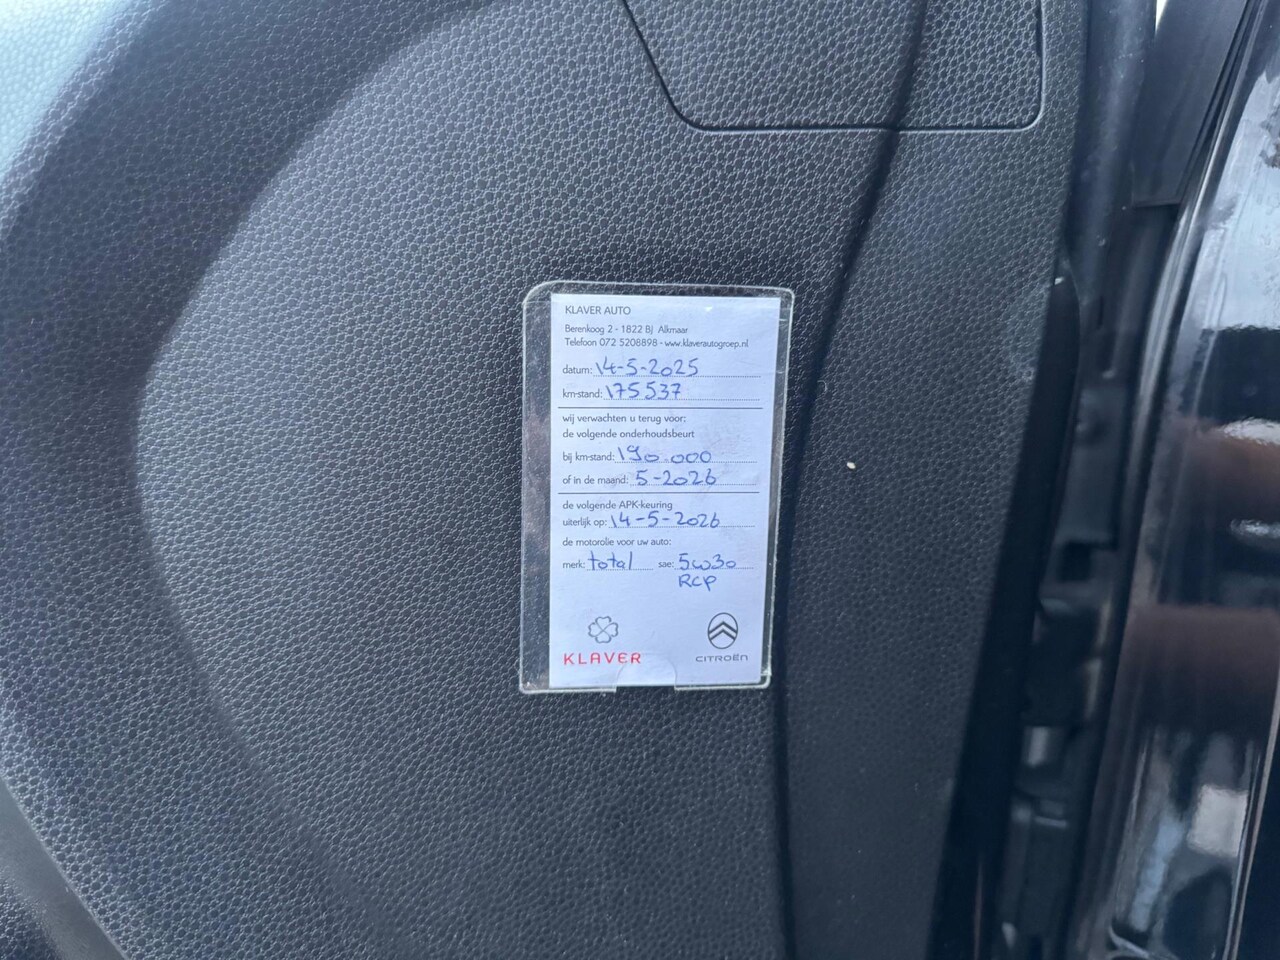 KLAVER AUTO
Berenkoog 2 - 1822 BJ Alkmaar
Telefoon 072 5208898 - www.klaverautogroep.nl
datum: 14-5-2025
km-stand: 175537
wij verwachten u terug voor:
de volgende onderhoudsbeurt
bij km-stand: 190.000
of in de maand: 5-2026
de volgende APK-keuring
uiterlijk op: 14-5-2026
de motorolie voor uw auto:
merk: total sae: 5w30
RCP
KLAVER CITROËN